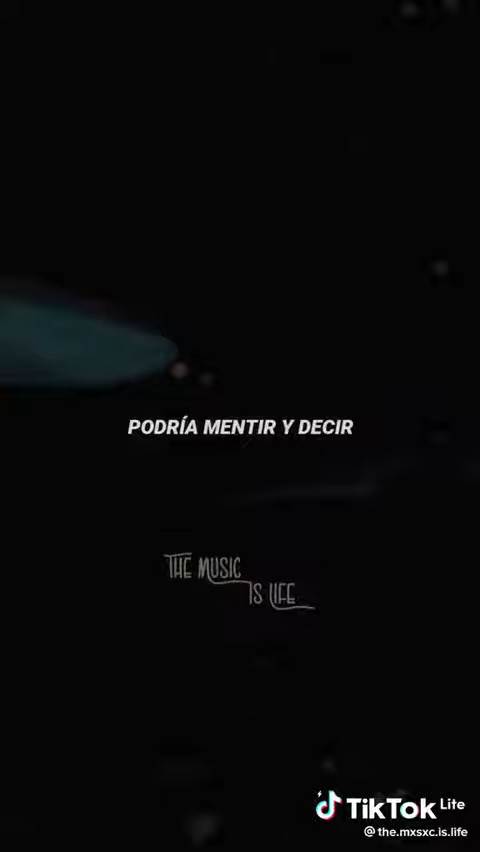 PODRÍA MENTIR Y DECIR
THE MUSIC
IS LIFE
TikTok Lite
@the.mxsxc.is.life